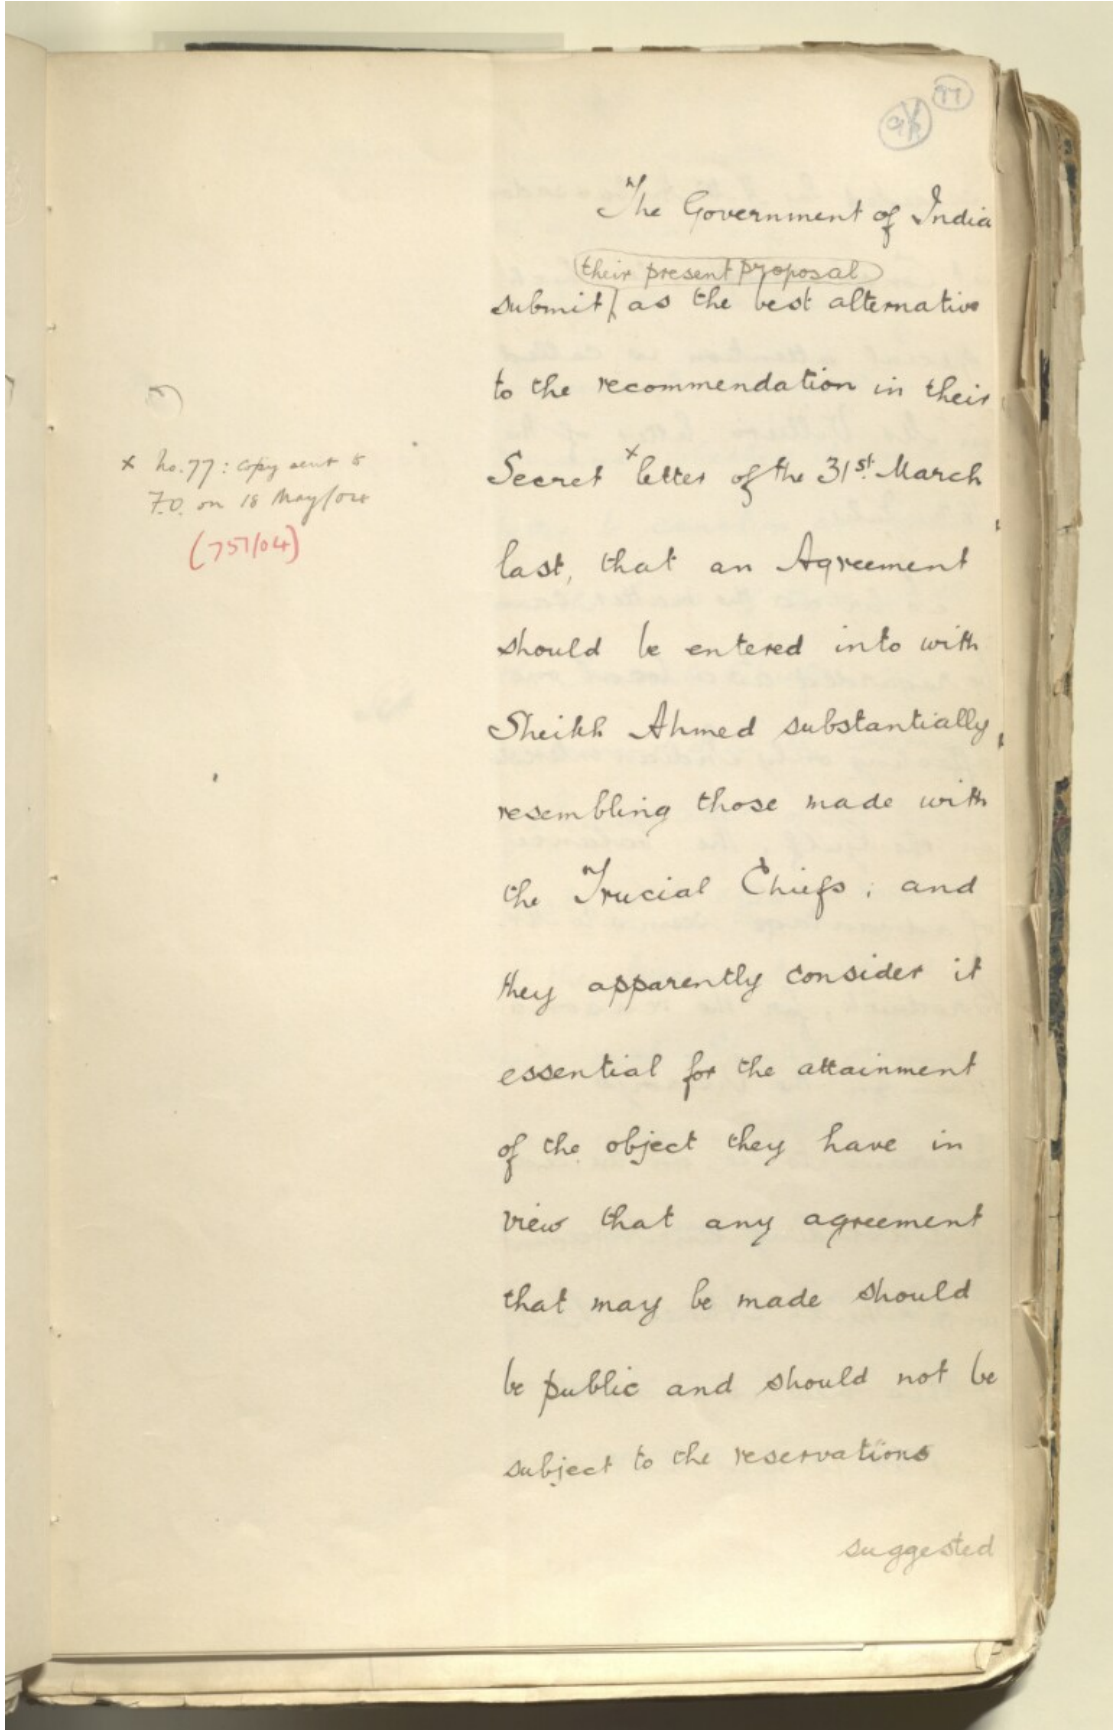 77
The Government of India
their present proposal
submit as the best alternative
to the recommendation in their
x No. 77: copy sent to
F.O. on 18 May/04
(757/04)
Secret x letter of the 31st. March
last, that an Agreement
should be entered into with
Sheikh Ahmed substantially
resembling those made with
the Trucial Chiefs; and
they apparently consider it
essential for the attainment
of the object they have in
view that any agreement
that may be made should
be public and should not be
subject to the reservations
suggested